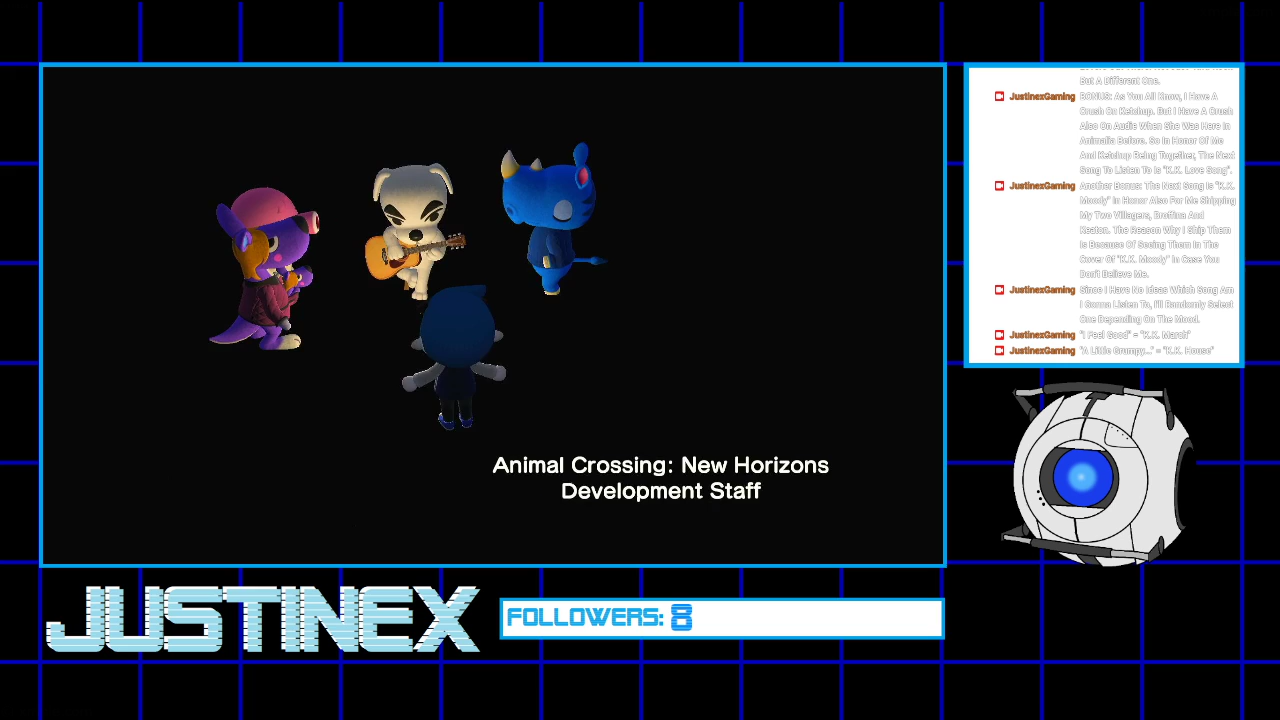 But A Different One.
JustinexGaming BONUS: As You All Know, I Have A
Crush On Ketchup. But I Have A Crush
Also On Audie When She Was Here In
Animalia Before. So In Honor Of Me
And Ketchup Being Together, The Next
Song To Listen To Is "K.K. Love Song".
JustinexGaming Another Bonus: The Next Song Is "K.K.
Moody" In Honor Also For Me Shipping
My Two Villagers, Broffina And
Keaton. The Reason Why I Ship Them
Is Because Of Seeing Them In The
Cover Of "K.K. Moody" In Case You
Don't Believe Me.
JustinexGaming Since I Have No Ideas Which Song Am
I Gonna Listen To, I'll Randomly Select
One Depending On The Mood.
JustinexGaming "I Feel Good" = "K.K. March"
JustinexGaming "A Little Grumpy..." = "K.K. House"
Animal Crossing: New Horizons
Development Staff
JUSTINEX
FOLLOWERS: 8